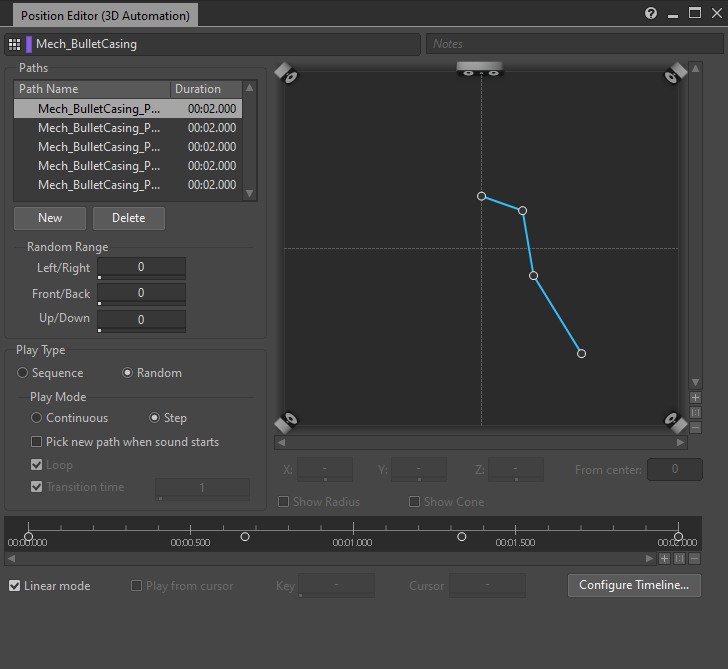 Position Editor (3D Automation)
Mech_BulletCasing
Notes
Paths
Path Name Duration
Mech_BulletCasing_P... 00:02.000
Mech_BulletCasing_P... 00:02.000
Mech_BulletCasing_P... 00:02.000
Mech_BulletCasing_P... 00:02.000
Mech_BulletCasing_P... 00:02.000
New Delete
Random Range
Left/Right 0
Front/Back 0
Up/Down 0
Play Type
Sequence Random
Play Mode
Continuous Step
Pick new path when sound starts
Loop
Transition time 1
X: - Y: - Z: - From center: 0
Show Radius Show Cone
00:00.000 00:00.500 00:01.000 00:01.500 00:02.000
Linear mode Play from cursor Key - Cursor - Configure Timeline...